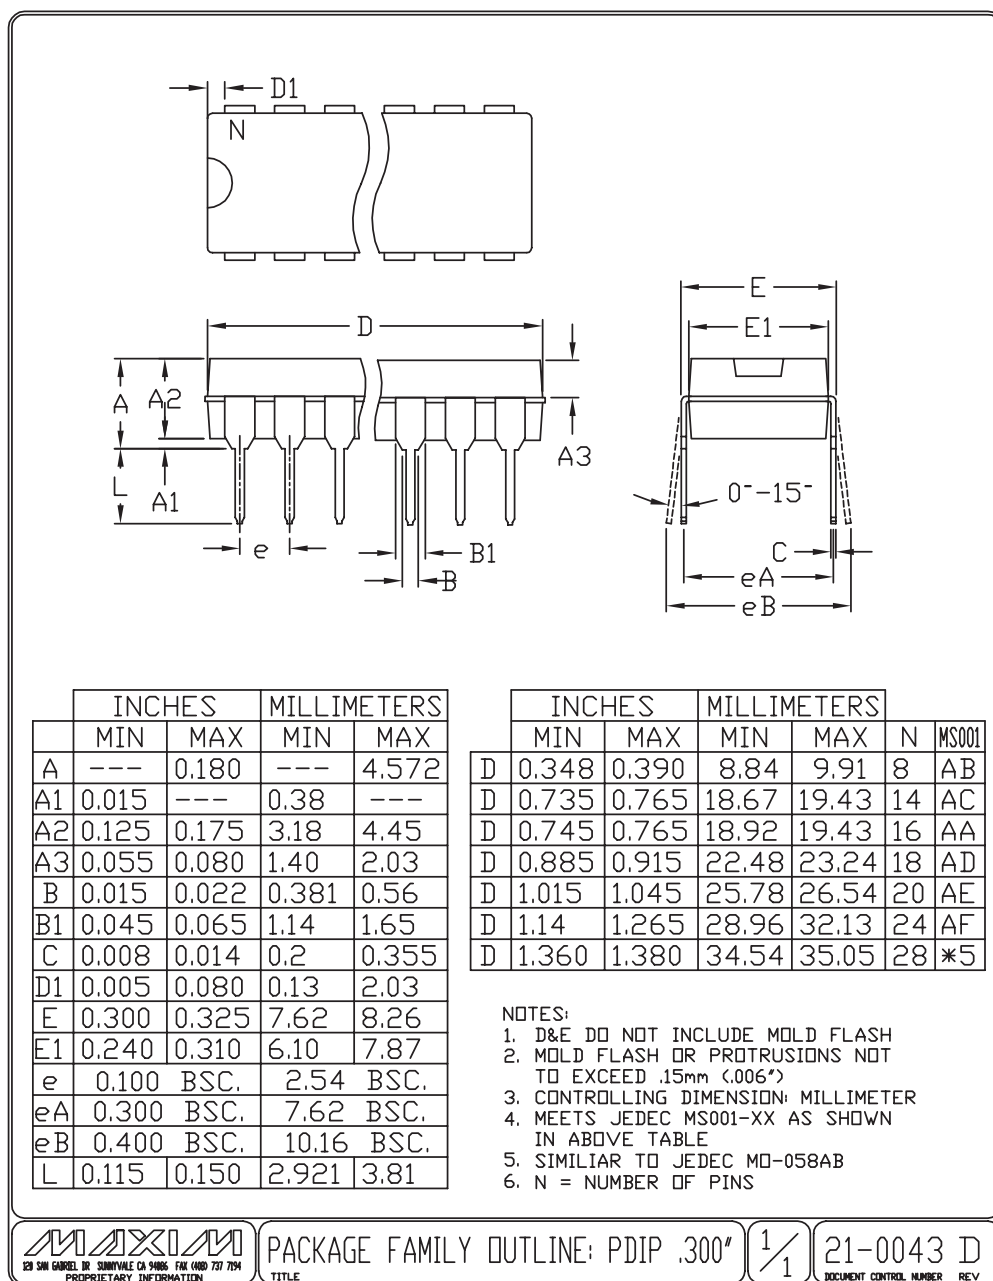 D1
N
D
E
E1
A
A2
A3
L
A1
0°-15°
e
B1
B
C
eA
eB
INCHES MILLIMETERS
MIN MAX MIN MAX
A --- 0.180 --- 4.572
A1 0.015 --- 0.38 ---
A2 0.125 0.175 3.18 4.45
A3 0.055 0.080 1.40 2.03
B 0.015 0.022 0.381 0.56
B1 0.045 0.065 1.14 1.65
C 0.008 0.014 0.2 0.355
D1 0.005 0.080 0.13 2.03
E 0.300 0.325 7.62 8.26
E1 0.240 0.310 6.10 7.87
e 0.100 BSC. 2.54 BSC.
eA 0.300 BSC. 7.62 BSC.
eB 0.400 BSC. 10.16 BSC.
L 0.115 0.150 2.921 3.81
INCHES MILLIMETERS
MIN MAX MIN MAX N MS001
D 0.348 0.390 8.84 9.91 8 AB
D 0.735 0.765 18.67 19.43 14 AC
D 0.745 0.765 18.92 19.43 16 AA
D 0.885 0.915 22.48 23.24 18 AD
D 1.015 1.045 25.78 26.54 20 AE
D 1.14 1.265 28.96 32.13 24 AF
D 1.360 1.380 34.54 35.05 28 *5
NOTES:
1. D&E DO NOT INCLUDE MOLD FLASH
2. MOLD FLASH OR PROTRUSIONS NOT
TO EXCEED .15mm (.006")
3. CONTROLLING DIMENSION: MILLIMETER
4. MEETS JEDEC MS001-XX AS SHOWN
IN ABOVE TABLE
5. SIMILIAR TO JEDEC MO-058AB
6. N = NUMBER OF PINS
MAXIM
120 SAN GABRIEL DR SUNNYVALE CA 94086 FAX (408) 737 7194
PROPRIETARY INFORMATION
PACKAGE FAMILY OUTLINE: PDIP .300"
TITLE
1/1
21-0043 D
DOCUMENT CONTROL NUMBER REV